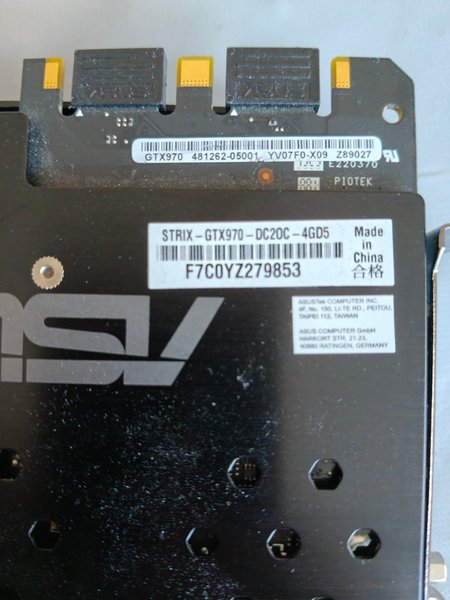 GTX970 481262-05001 YV07F0-X09 Z89027
E220370
PIOTEK
STRIX-GTX970-DC2OC-4GD5
F7C0YZ279853
Made in China
合格
ASUSTek COMPUTER INC.
4F, No. 150, LI-TE RD., PEITOU,
TAIPEI 112, TAIWAN
ASUS COMPUTER GmbH
HARKORT STR. 21-23,
40880 RATINGEN, GERMANY
ASUS